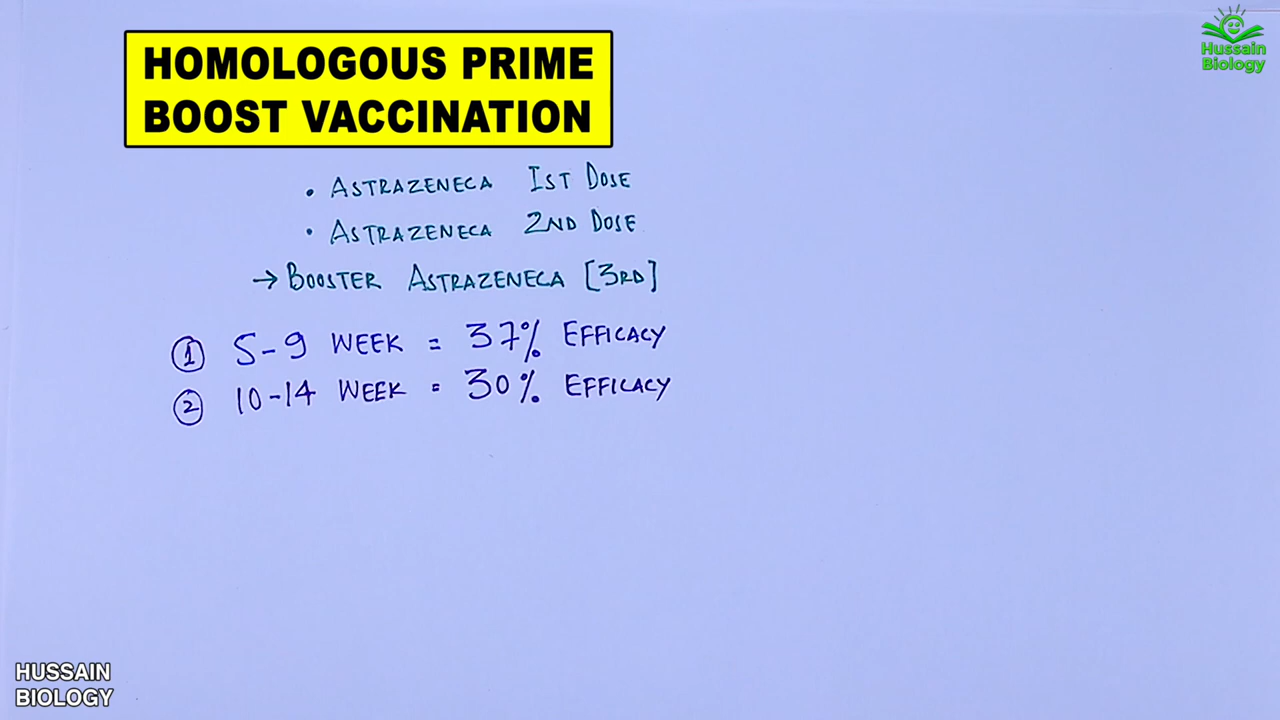 HOMOLOGOUS PRIME
BOOST VACCINATION
Hussain
Biology
• ASTRAZENECA IST DOSE
• ASTRAZENECA 2ND DOSE
→ BOOSTER ASTRAZENECA [3RD]
① 5-9 WEEK = 37% EFFICACY
② 10-14 WEEK = 30% EFFICACY
HUSSAIN
BIOLOGY